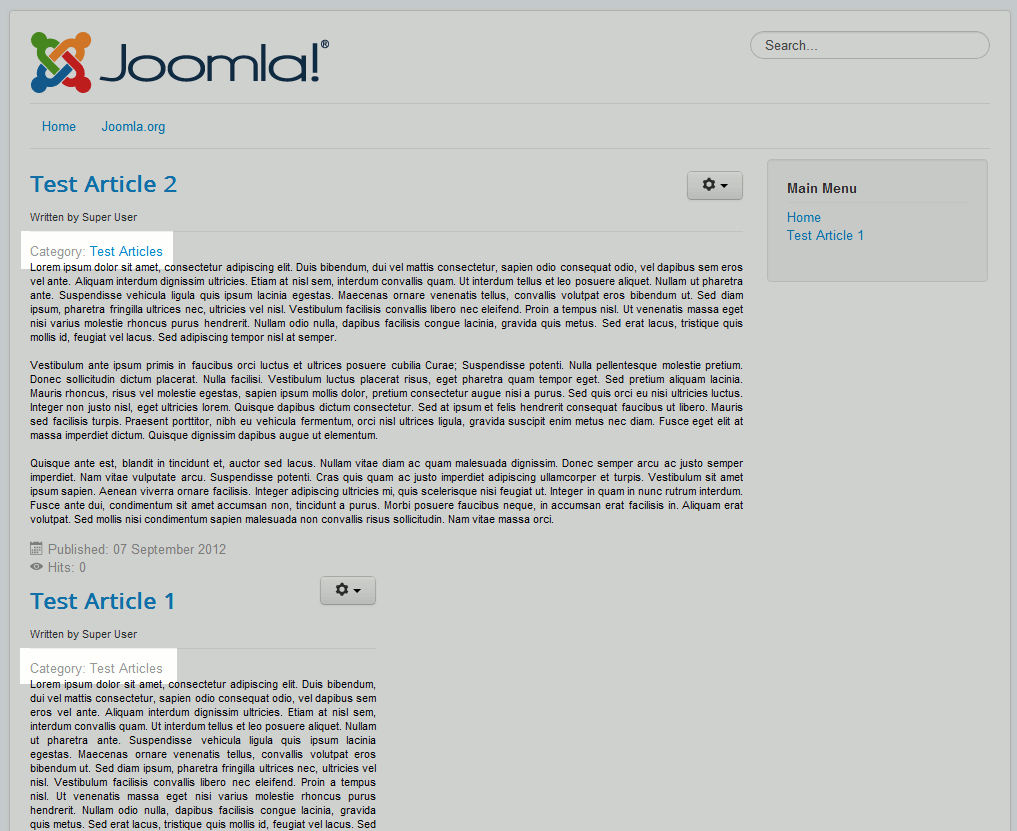 Joomla!®
Search...
Home
Joomla.org
Test Article 2
Written by Super User
Category: Test Articles
Lorem ipsum dolor sit amet, consectetur adipiscing elit. Duis bibendum, dui vel mattis consectetur, sapien odio consequat odio, vel dapibus sem eros
vel ante. Aliquam interdum dignissim ultricies. Etiam at nisl sem, interdum convallis quam. Ut interdum tellus et leo posuere aliquet. Nullam ut pharetra
ante. Suspendisse vehicula ligula quis ipsum lacinia egestas. Maecenas ornare venenatis tellus, convallis volutpat eros bibendum ut. Sed diam
ipsum, pharetra fringilla ultrices nec, ultricies vel nisl. Vestibulum facilisis convallis libero nec eleifend. Proin a tempus nisl. Ut venenatis massa eget
nisi varius molestie rhoncus purus hendrerit. Nullam odio nulla, dapibus facilisis congue lacinia, gravida quis metus. Sed erat lacus, tristique quis
mollis id, feugiat vel lacus. Sed adipiscing tempor nisl at semper.
Vestibulum ante ipsum primis in faucibus orci luctus et ultrices posuere cubilia Curae; Suspendisse potenti. Nulla pellentesque molestie pretium.
Donec sollicitudin dictum placerat. Nulla facilisi. Vestibulum luctus placerat risus, eget pharetra quam tempor eget. Sed pretium aliquam lacinia.
Mauris rhoncus, risus vel molestie egestas, sapien ipsum mollis dolor, pretium consectetur augue nisi a purus. Sed quis orci eu nisi ultricies luctus.
Integer non justo nisl, eget ultricies lorem. Quisque dapibus dictum consectetur. Sed at ipsum et felis hendrerit consequat faucibus ut libero. Mauris
sed facilisis turpis. Praesent porttitor, nibh eu vehicula fermentum, orci nisl ultrices ligula, gravida suscipit enim metus nec diam. Fusce eget elit at
massa imperdiet dictum. Quisque dignissim dapibus augue ut elementum.
Quisque ante est, blandit in tincidunt et, auctor sed lacus. Nullam vitae diam ac quam malesuada dignissim. Donec semper arcu ac justo semper
imperdiet. Nam vitae vulputate arcu. Suspendisse potenti. Cras quis quam ac justo imperdiet adipiscing ullamcorper et turpis. Vestibulum sit amet
ipsum sapien. Aenean viverra ornare facilisis. Integer adipiscing ultricies mi, quis scelerisque nisi feugiat ut. Integer in quam in nunc rutrum interdum.
Fusce ante dui, condimentum sit amet accumsan non, tincidunt a purus. Morbi posuere faucibus neque, in accumsan erat facilisis in. Aliquam erat
volutpat. Sed mollis nisi condimentum sapien malesuada non convallis risus sollicitudin. Nam vitae massa orci.
Published: 07 September 2012
Hits: 0
Main Menu
Home
Test Article 1
Test Article 1
Written by Super User
Category: Test Articles
Lorem ipsum dolor sit amet, consectetur adipiscing elit. Duis bibendum,
dui vel mattis consectetur, sapien odio consequat odio, vel dapibus sem
eros vel ante. Aliquam interdum dignissim ultricies. Etiam at nisl sem,
interdum convallis quam. Ut interdum tellus et leo posuere aliquet. Nullam
ut pharetra ante. Suspendisse vehicula ligula quis ipsum lacinia
egestas. Maecenas ornare venenatis tellus, convallis volutpat eros
bibendum ut. Sed diam ipsum, pharetra fringilla ultrices nec, ultricies vel
nisl. Vestibulum facilisis convallis libero nec eleifend. Proin a tempus
nisl. Ut venenatis massa eget nisi varius molestie rhoncus purus
hendrerit. Nullam odio nulla, dapibus facilisis congue lacinia, gravida
quis metus. Sed erat lacus, tristique quis mollis id, feugiat vel lacus. Sed